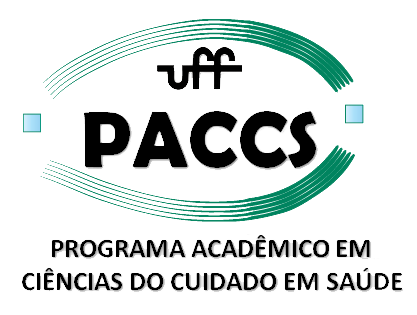 uff
PACCS
PROGRAMA ACADÊMICO EM
CIÊNCIAS DO CUIDADO EM SAÚDE